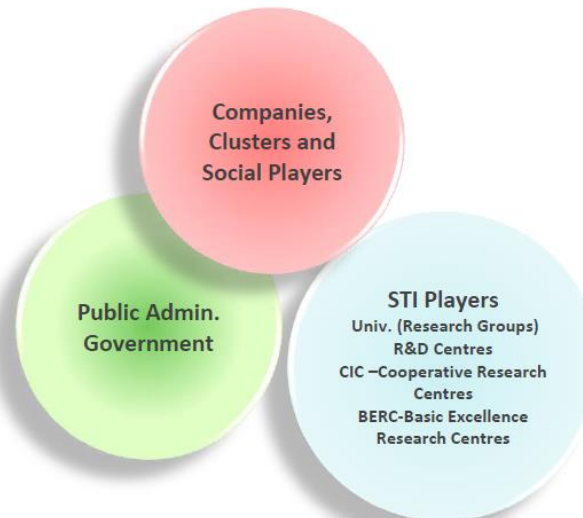 Companies,
Clusters and
Social Players
Public Admin.
Government
STI Players
Univ. (Research Groups)
R&D Centres
CIC –Cooperative Research
Centres
BERC-Basic Excellence
Research Centres